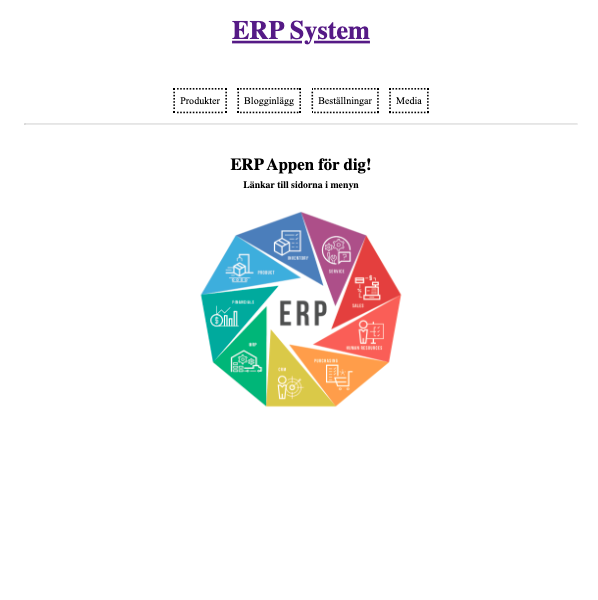 ERP System
Produkter Blogginlägg Beställningar Media
ERP Appen för dig!
Länkar till sidorna i menyn
INVENTORY
SERVICE
PRODUCT
SALES
FINANCIALS
ERP
HUMAN RESOURCES
MRP
PURCHASING
CRM